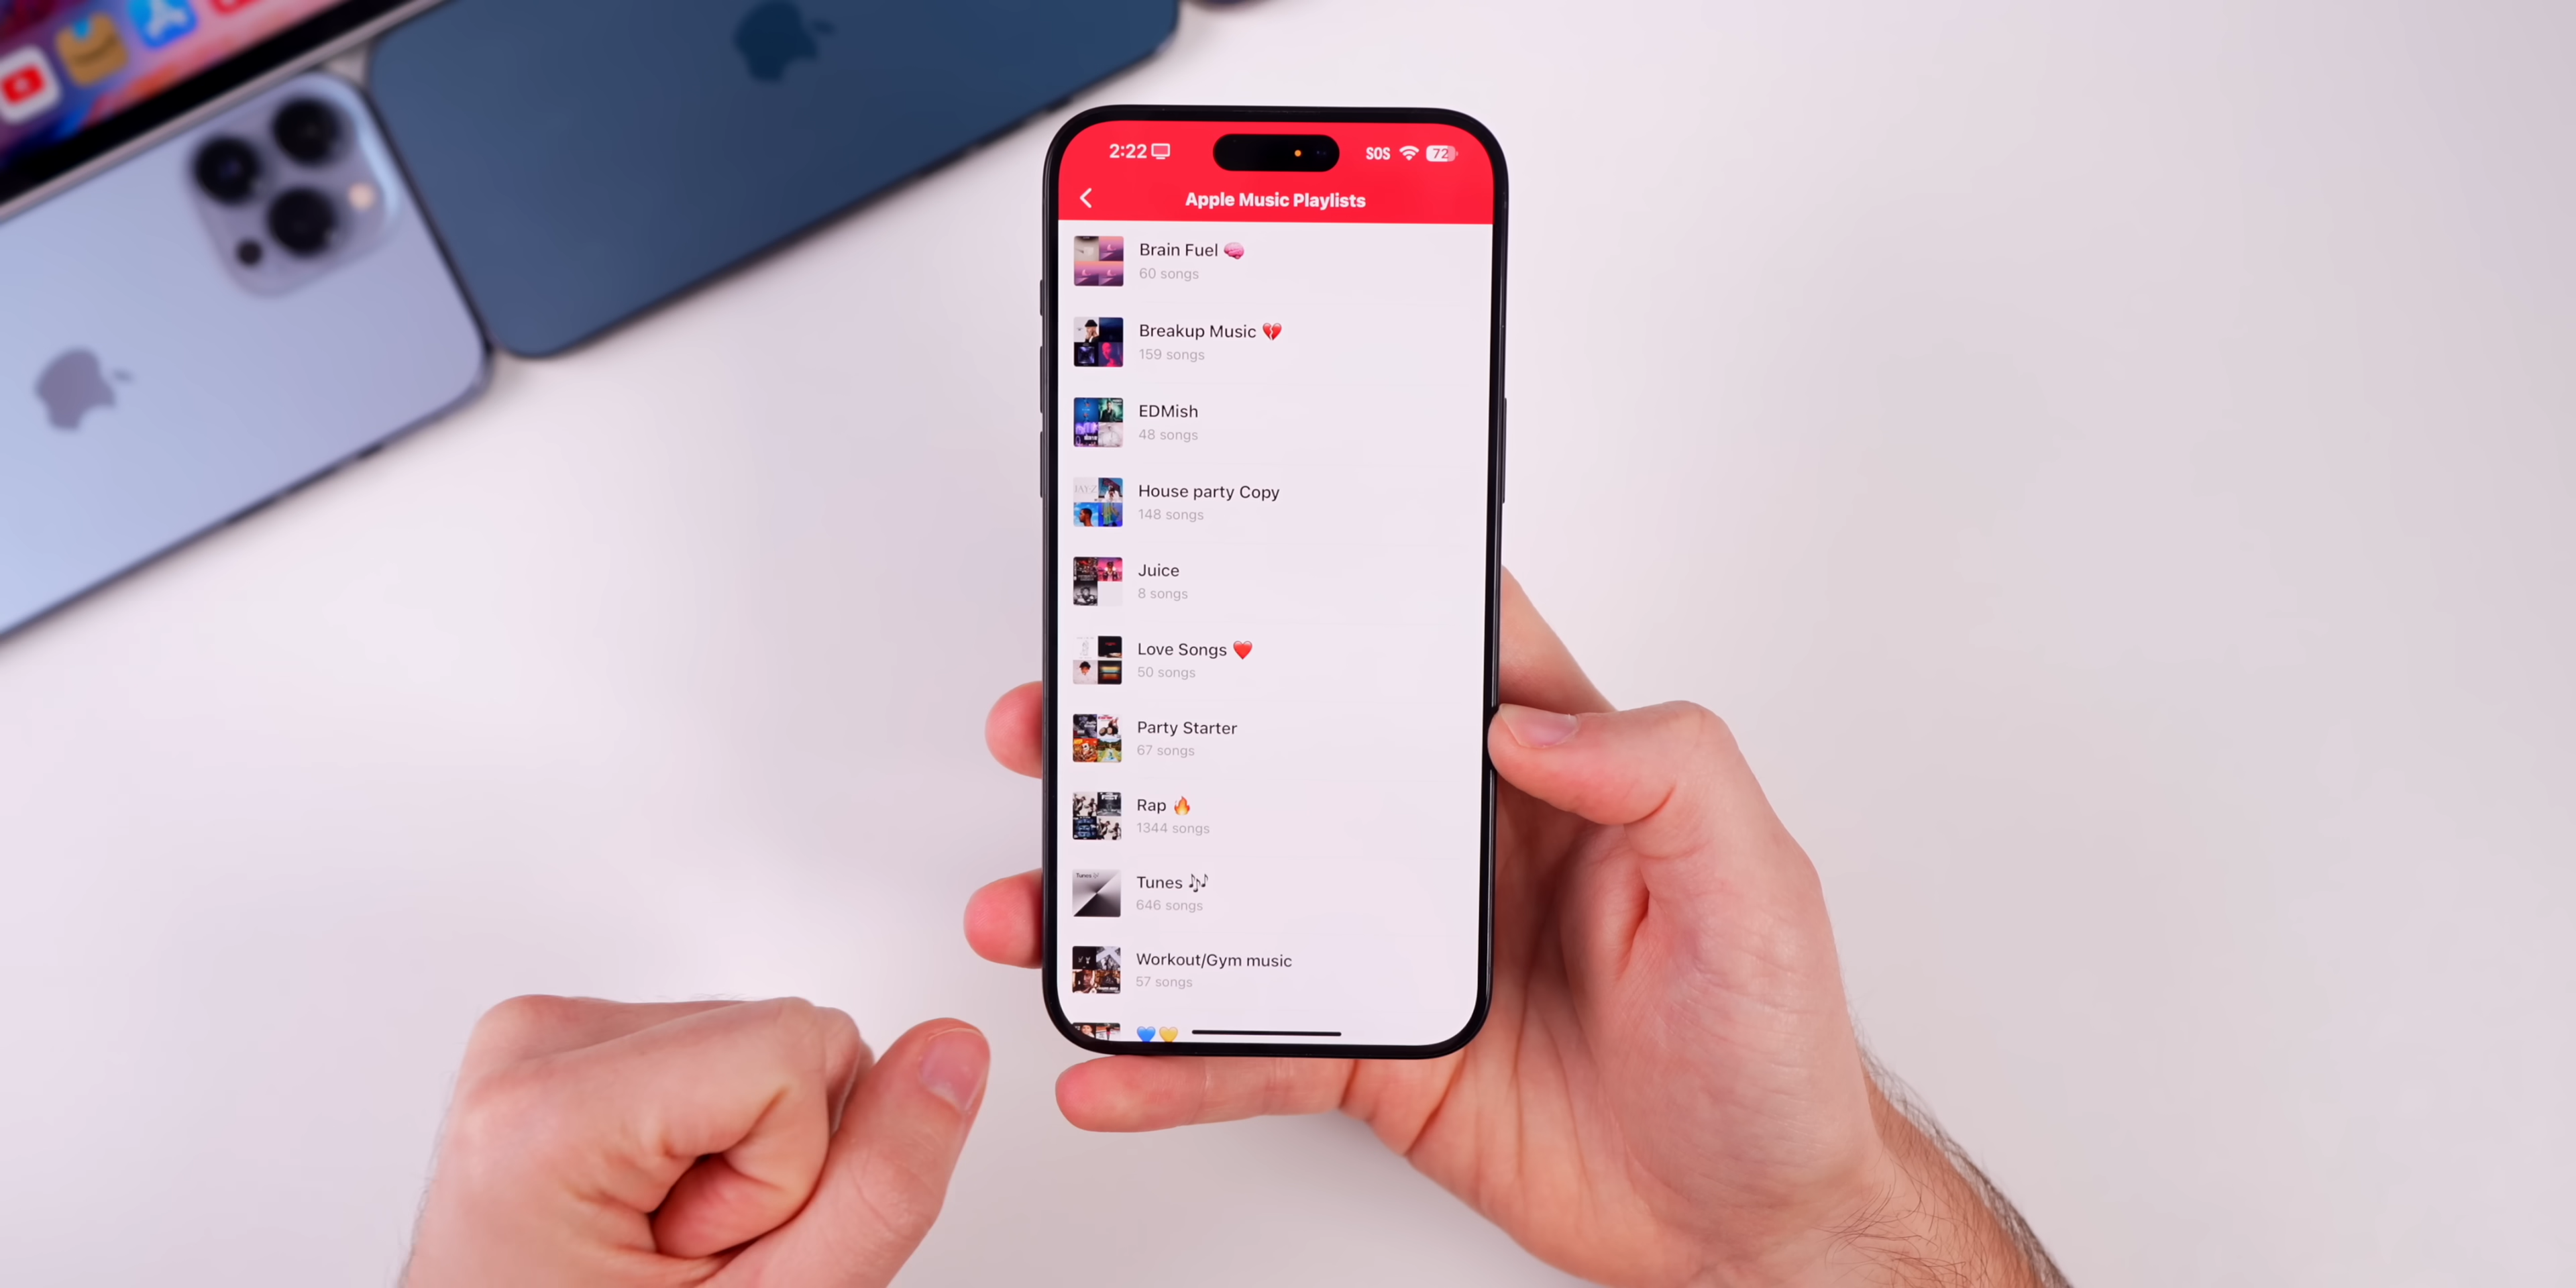 2:22
SOS
72
Apple Music Playlists
Brain Fuel 🧠
60 songs
Breakup Music 💔
159 songs
EDMish
48 songs
House party Copy
148 songs
JAY-Z
Juice
8 songs
Love Songs ❤️
50 songs
Party Starter
67 songs
Rap 🔥
1344 songs
Tunes
Tunes 🎶
646 songs
Workout/Gym music
57 songs
💙💛